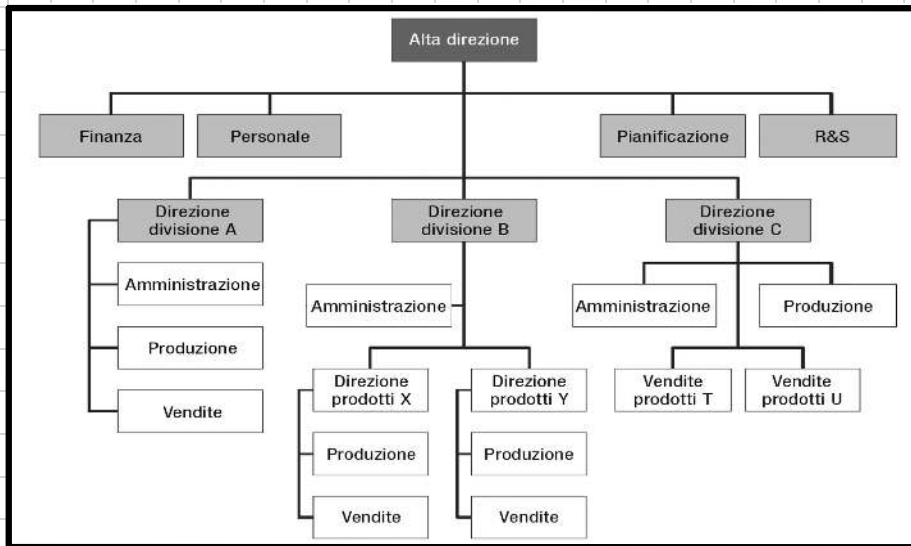 Alta direzione
Finanza
Personale
Pianificazione
R&S
Direzione
divisione A
Direzione
divisione B
Direzione
divisione C
Amministrazione
Produzione
Vendite
Amministrazione
Direzione
prodotti X
Produzione
Vendite
Direzione
prodotti Y
Produzione
Vendite
Amministrazione
Produzione
Vendite
prodotti T
Vendite
prodotti U